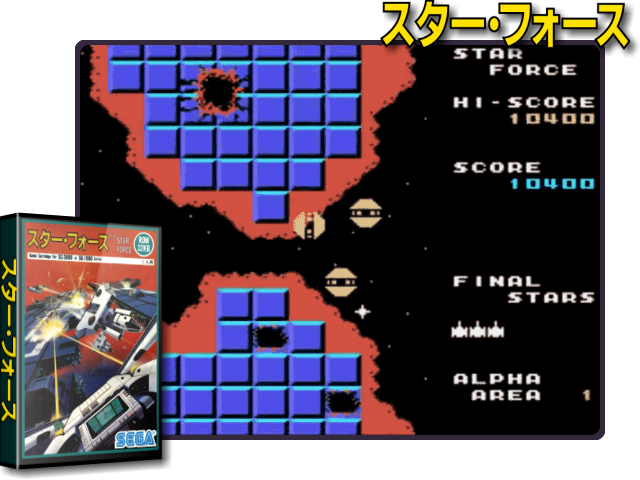 スター・フォース
STAR
FORCE
HI-SCORE
10400
SCORE
10400
FINAL
STARS
ALPHA
AREA 1
スター・フォース
STAR
FORCE
ROM
32KB
スター・フォース
SEGA